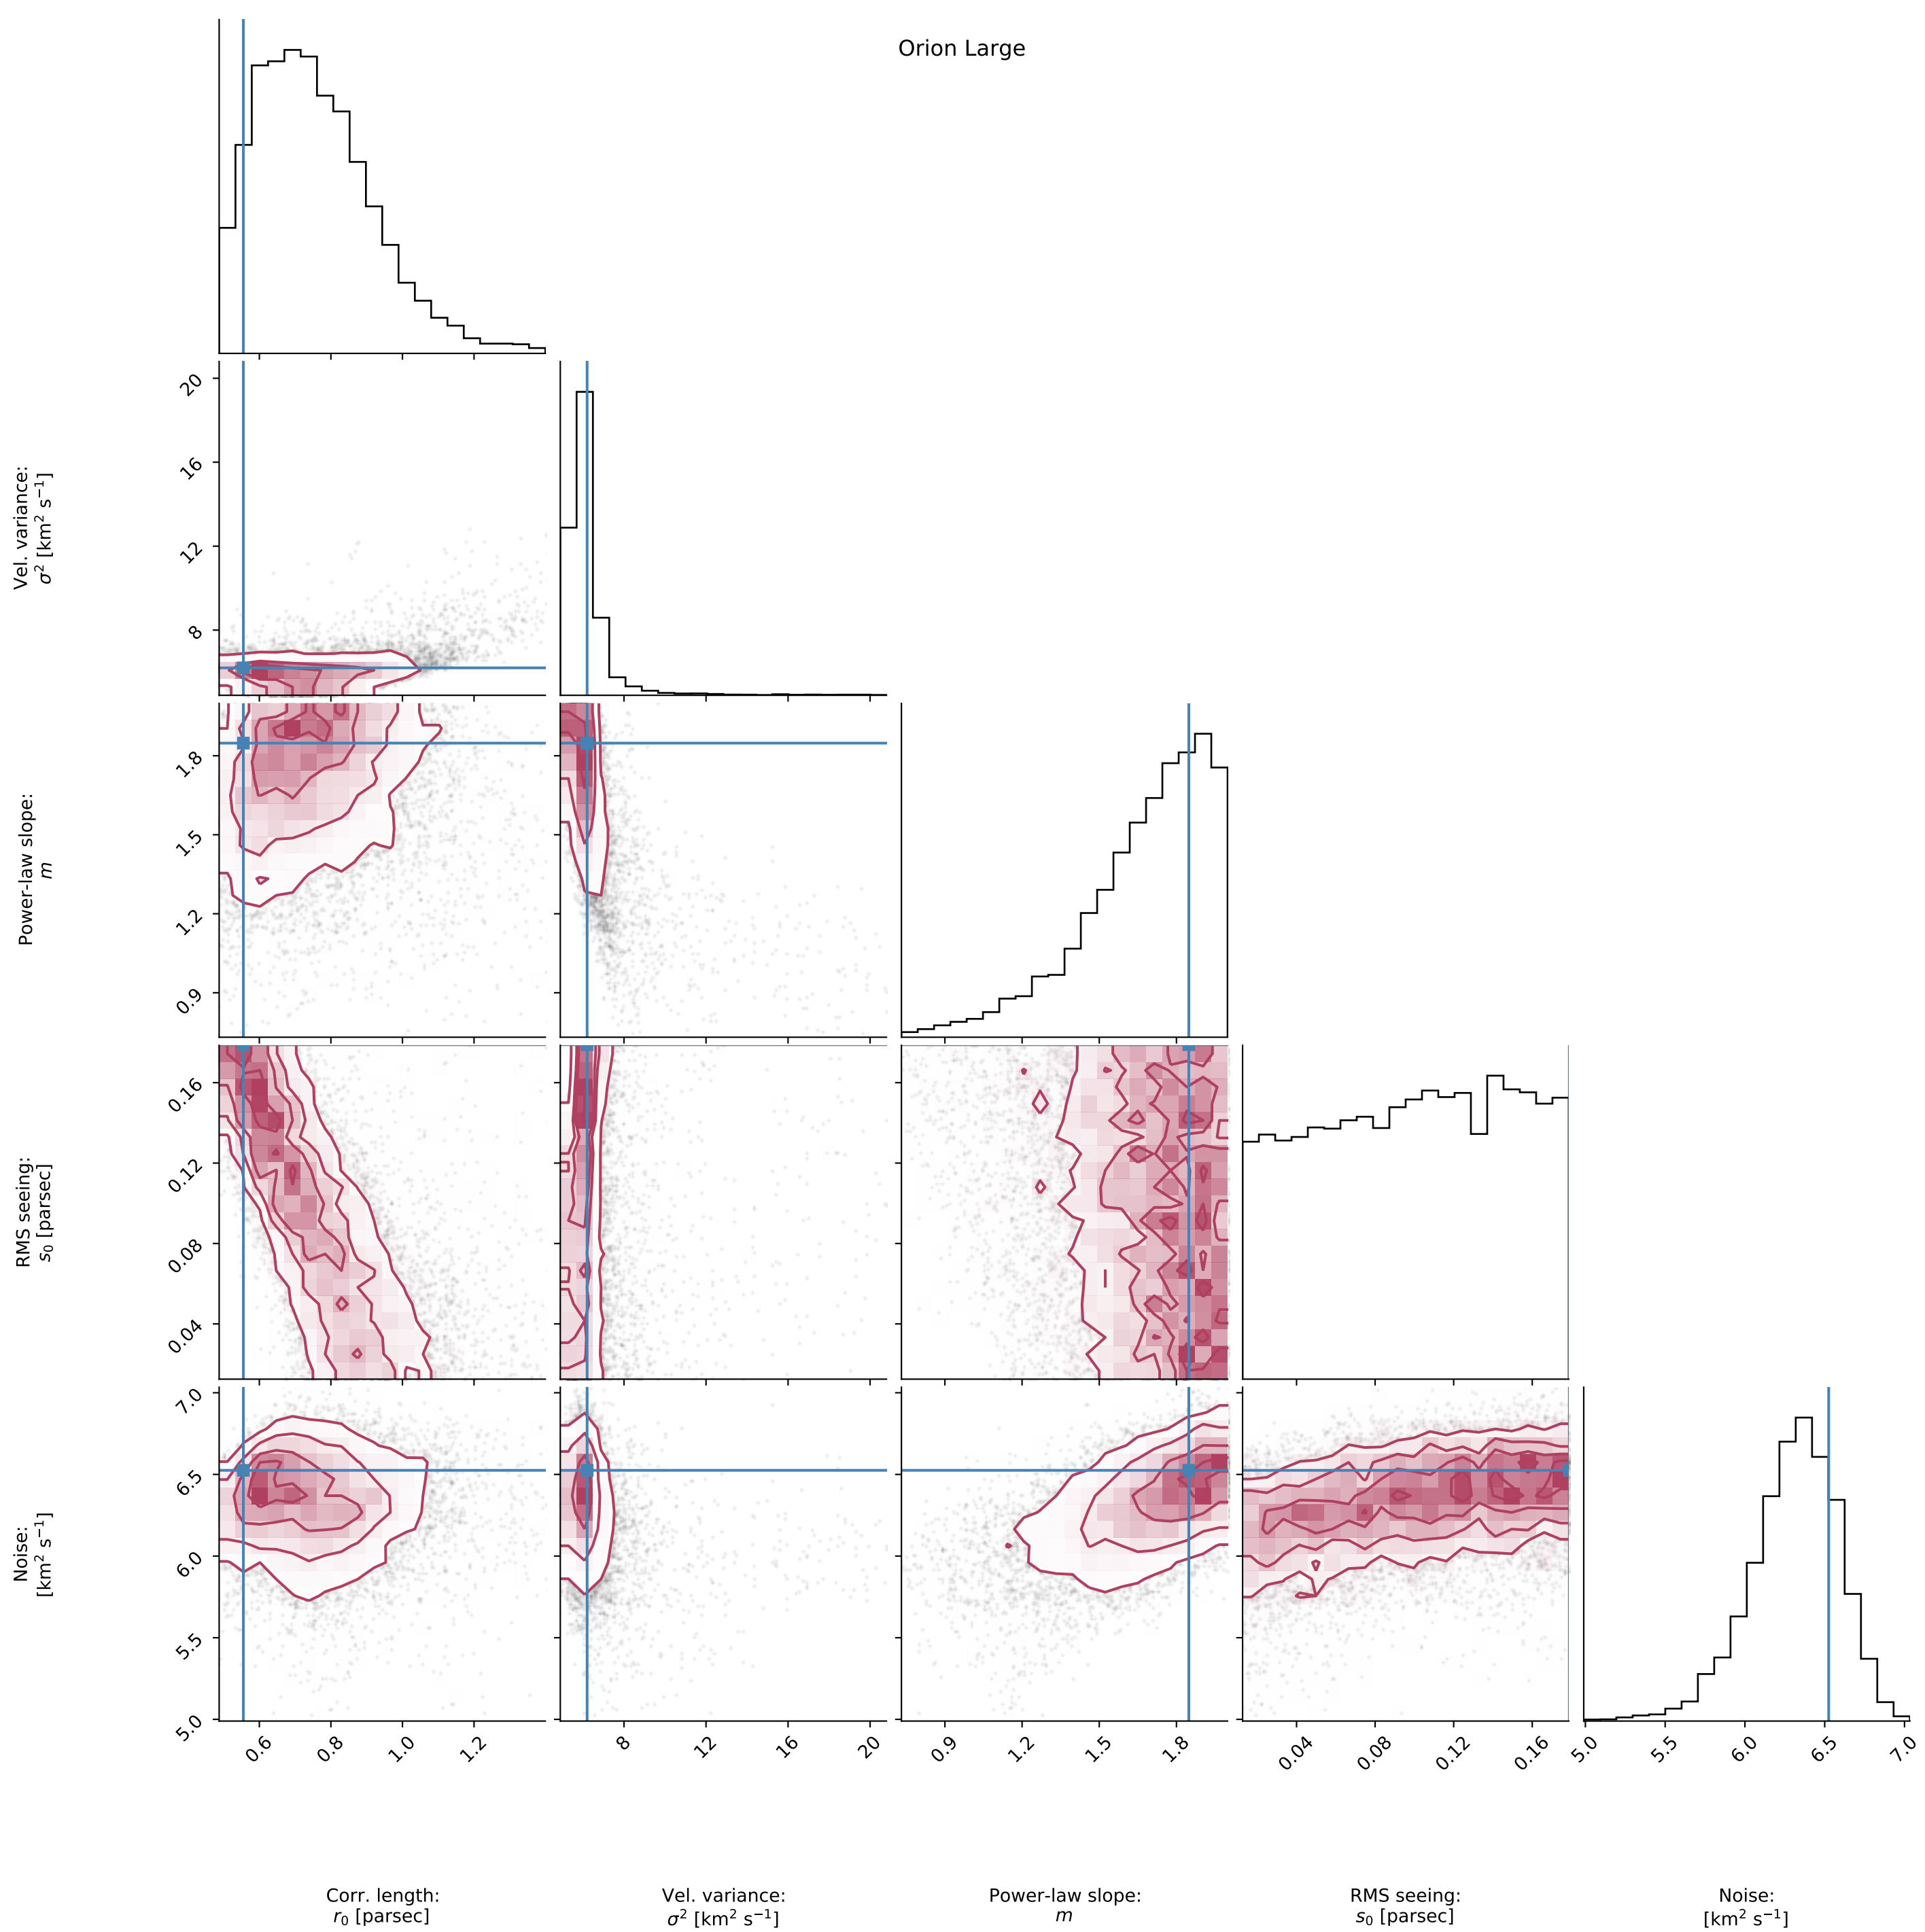 Orion Large
20
16
12
8
Vel. variance:
σ² [km² s⁻¹]
1.8
1.5
1.2
0.9
Power-law slope:
m
0.16
0.12
0.08
0.04
RMS seeing:
s₀ [parsec]
7.0
6.5
6.0
5.5
5.0
Noise:
[km² s⁻¹]
0.6 0.8 1.0 1.2
8 12 16 20
0.9 1.2 1.5 1.8
0.04 0.08 0.12 0.16
5.0 5.5 6.0 6.5 7.0
Corr. length:
r₀ [parsec]
Vel. variance:
σ² [km² s⁻¹]
Power-law slope:
m
RMS seeing:
s₀ [parsec]
Noise:
[km² s⁻¹]